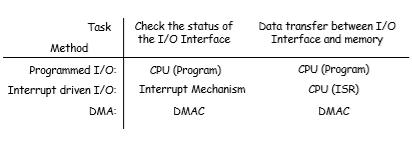 Task Check the status of the I/O Interface Data transfer between I/O Interface and memory
Method
Programmed I/O: CPU (Program) CPU (Program)
Interrupt driven I/O: Interrupt Mechanism CPU (ISR)
DMA: DMAC DMAC